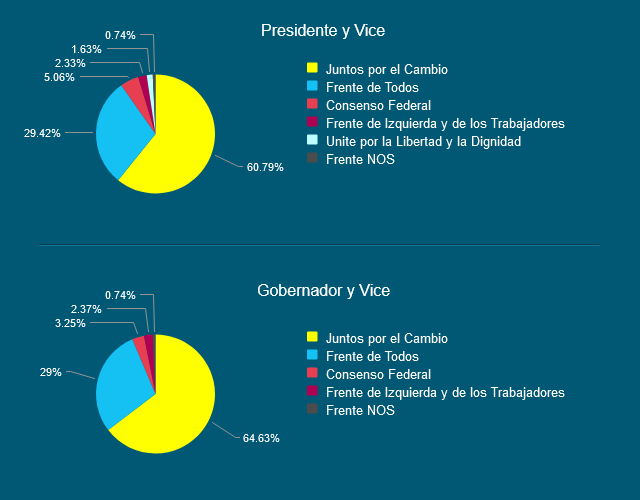 Presidente y Vice
0.74%
1.63%
2.33%
5.06%
29.42%
60.79%
Juntos por el Cambio
Frente de Todos
Consenso Federal
Frente de Izquierda y de los Trabajadores
Unite por la Libertad y la Dignidad
Frente NOS
Gobernador y Vice
0.74%
2.37%
3.25%
29%
64.63%
Juntos por el Cambio
Frente de Todos
Consenso Federal
Frente de Izquierda y de los Trabajadores
Frente NOS